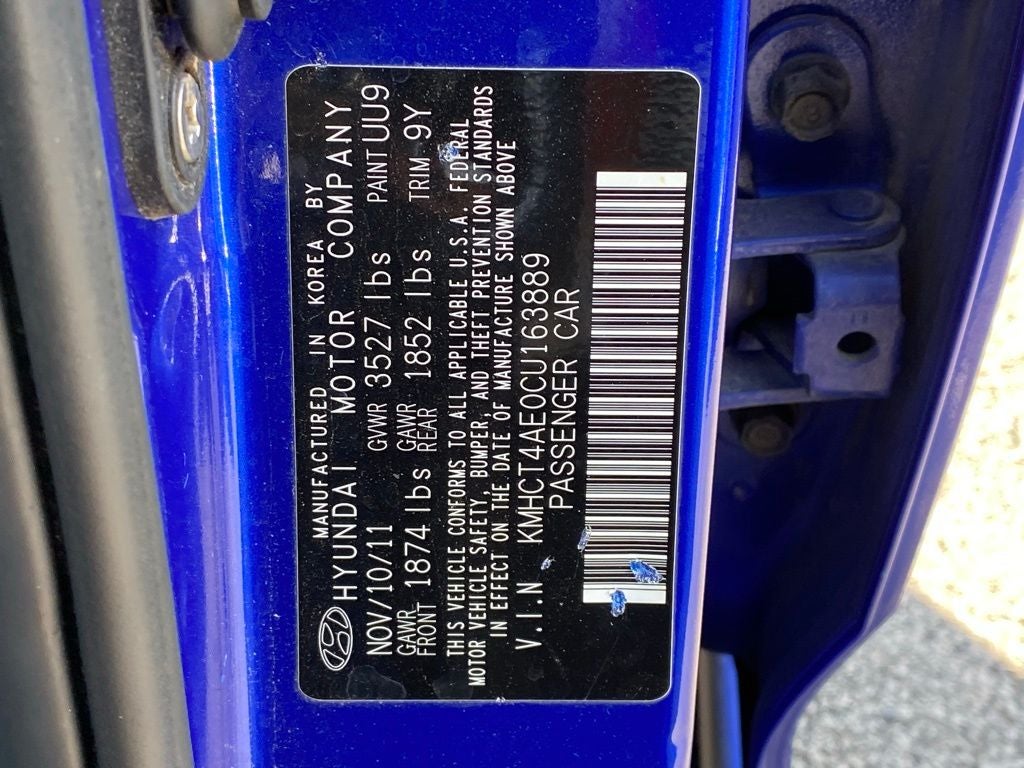 MANUFACTURED IN KOREA BY
HYUNDAI MOTOR COMPANY
NOV/10/11 GVWR 3527 lbs PAINT UU9
GAWR FRONT 1874 lbs GAWR REAR 1852 lbs TRIM 9Y
THIS VEHICLE CONFORMS TO ALL APPLICABLE U.S.A. FEDERAL
MOTOR VEHICLE SAFETY, BUMPER, AND THEFT PREVENTION STANDARDS
IN EFFECT ON THE DATE OF MANUFACTURE SHOWN ABOVE
V.I.N KMHCT4AE0CU163889
PASSENGER CAR